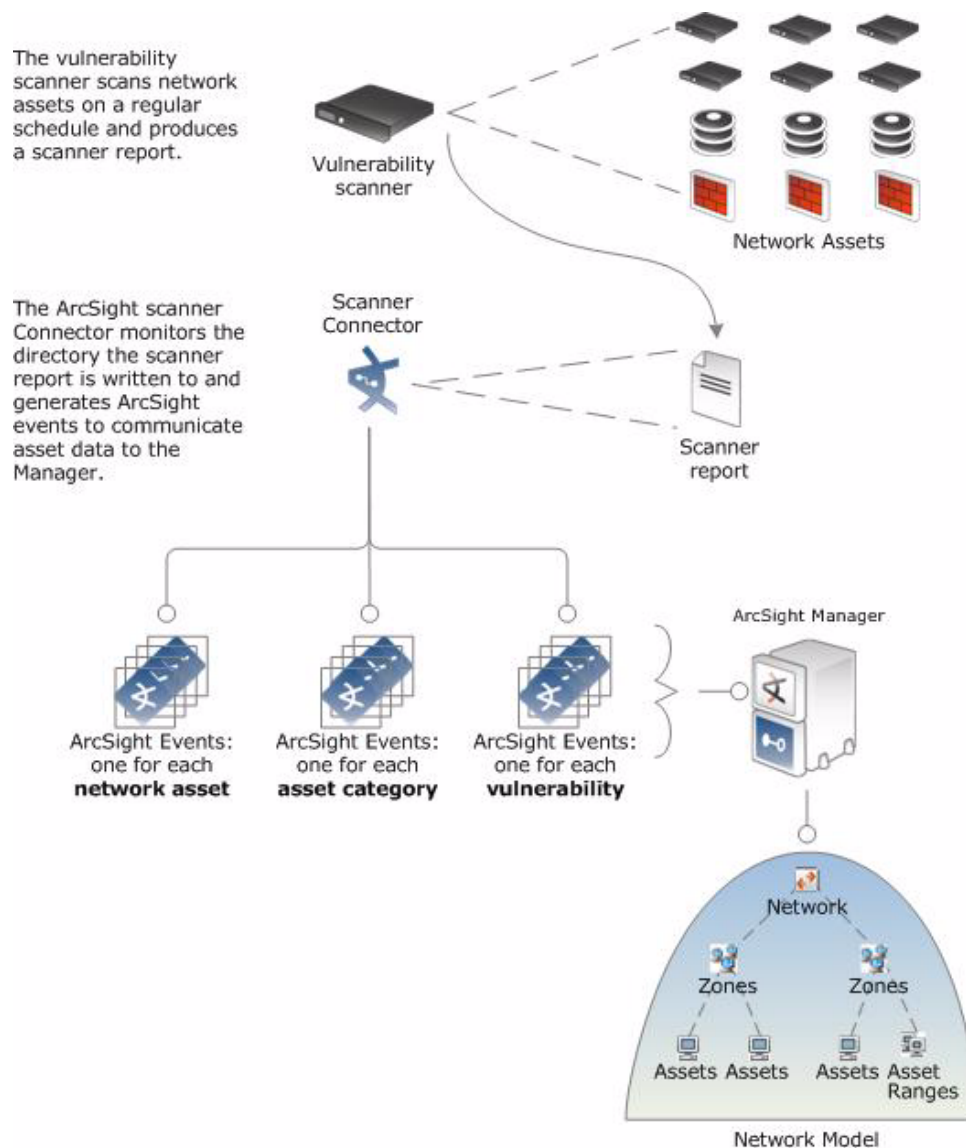 The vulnerability
scanner scans network
assets on a regular
schedule and produces
a scanner report.
Vulnerability
scanner
Network Assets
The ArcSight scanner
Connector monitors the
directory the scanner
report is written to and
generates ArcSight
events to communicate
asset data to the
Manager.
Scanner
Connector
Scanner
report
ArcSight Events:
one for each
network asset
ArcSight Events:
one for each
asset category
ArcSight Events:
one for each
vulnerability
ArcSight Manager
Network
Zones
Zones
Assets
Assets
Assets
Asset
Ranges
Network Model